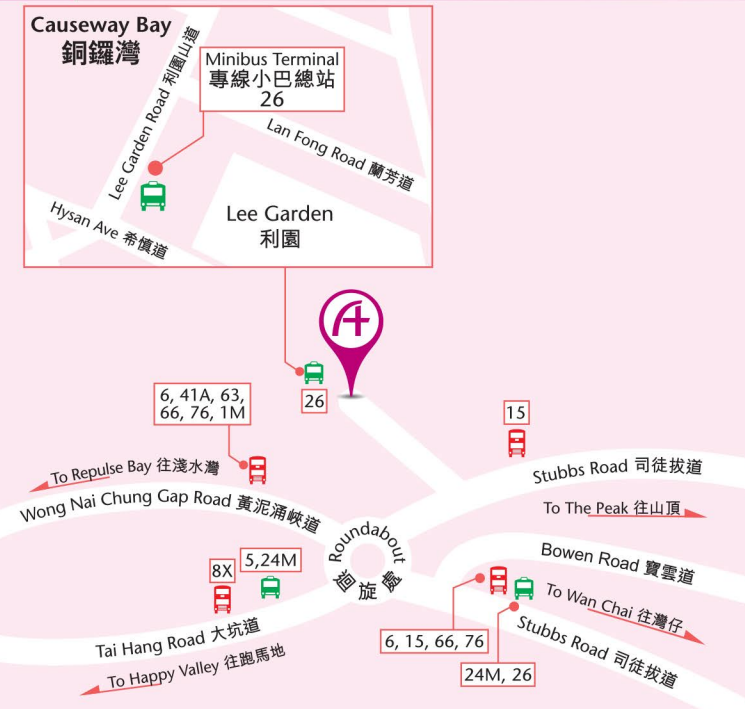 Causeway Bay
銅鑼灣
Minibus Terminal
專線小巴總站
26
Lee Garden Road 利園山道
Lan Fong Road 蘭芳道
Hysan Ave 希慎道
Lee Garden
利園
26
6, 41A, 63,
66, 76, 1M
15
To Repulse Bay 往淺水灣
Wong Nai Chung Gap Road 黃泥涌峽道
Stubbs Road 司徒拔道
To The Peak 往山頂
Roundabout
迴旋處
Bowen Road 寶雲道
8X
5,24M
To Wan Chai 往灣仔
Stubbs Road 司徒拔道
6, 15, 66, 76
24M, 26
Tai Hang Road 大坑道
To Happy Valley 往跑馬地